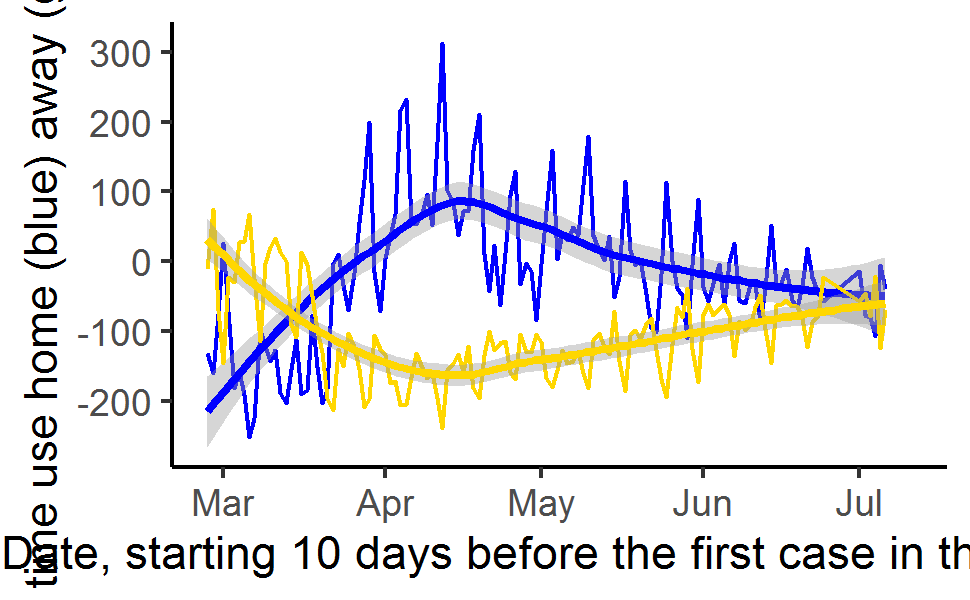 time use home (blue) away (
300
200
100
0
-100
-200
Mar Apr May Jun Jul
Date, starting 10 days before the first case in th